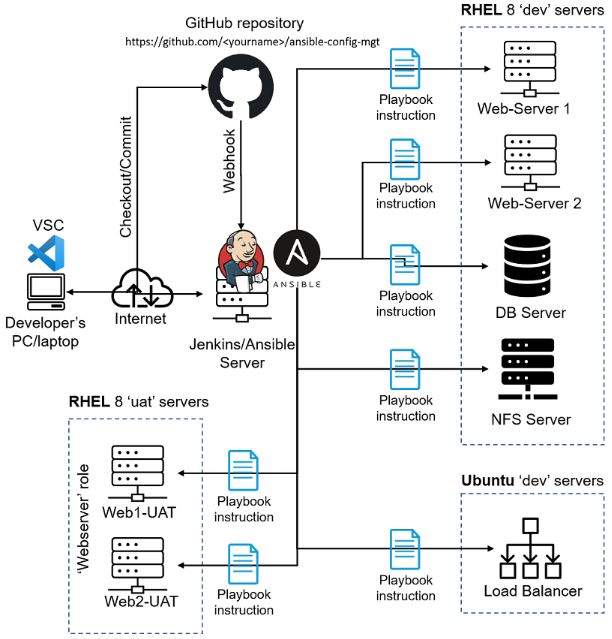 GitHub repository
https://github.com/<yourname>/ansible-config-mgt
Checkout/Commit
Webhook
VSC
Developer's
PC/laptop
Internet
A
ANSIBLE
Jenkins/Ansible
Server
RHEL 8 ‘dev’ servers
Playbook
instruction
Web-Server 1
Playbook
instruction
Web-Server 2
Playbook
instruction
DB Server
Playbook
instruction
NFS Server
RHEL 8 ‘uat’ servers
‘Webserver’ role
Web1-UAT
Playbook
instruction
Web2-UAT
Playbook
instruction
Ubuntu ‘dev’ servers
Playbook
instruction
Load Balancer